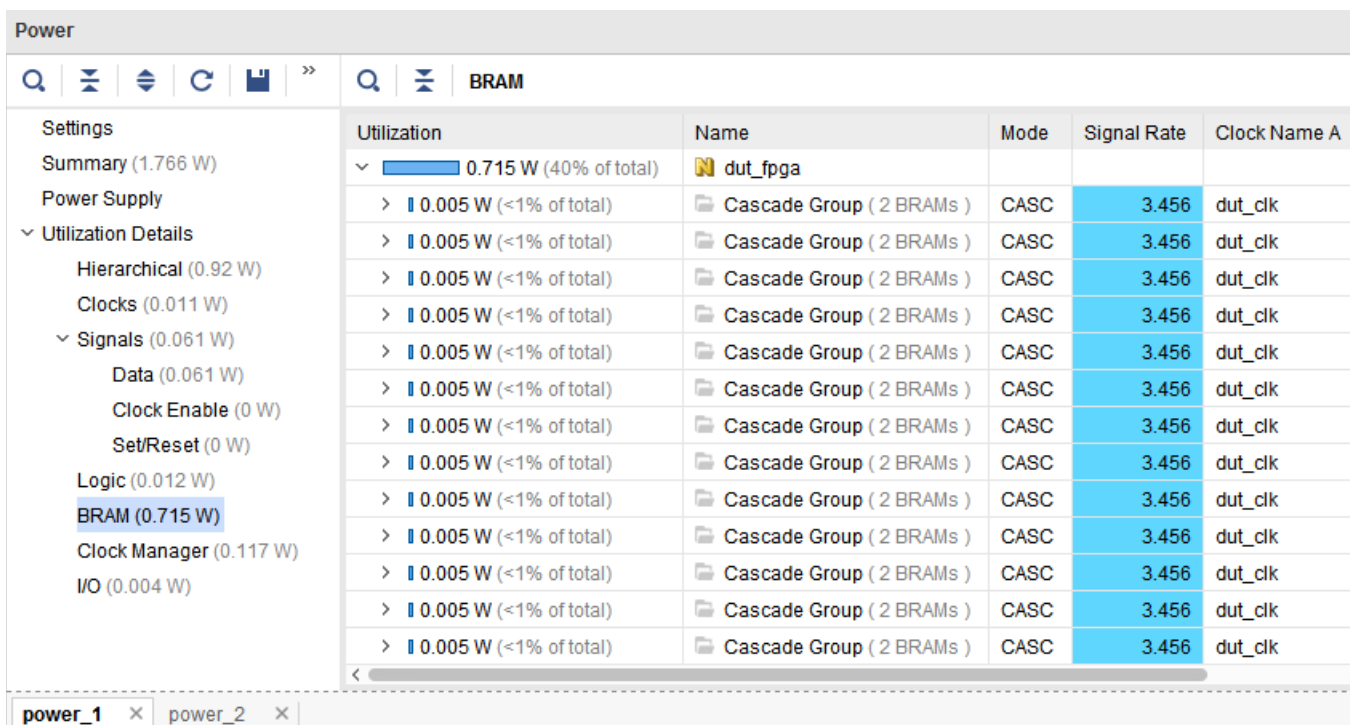 Power
»
BRAM
Settings
Summary (1.766 W)
Power Supply
Utilization Details
Hierarchical (0.92 W)
Clocks (0.011 W)
Signals (0.061 W)
Data (0.061 W)
Clock Enable (0 W)
Set/Reset (0 W)
Logic (0.012 W)
BRAM (0.715 W)
Clock Manager (0.117 W)
I/O (0.004 W)
Utilization Name Mode Signal Rate Clock Name A
0.715 W (40% of total) N dut_fpga
0.005 W (<1% of total) Cascade Group ( 2 BRAMs ) CASC 3.456 dut_clk
0.005 W (<1% of total) Cascade Group ( 2 BRAMs ) CASC 3.456 dut_clk
0.005 W (<1% of total) Cascade Group ( 2 BRAMs ) CASC 3.456 dut_clk
0.005 W (<1% of total) Cascade Group ( 2 BRAMs ) CASC 3.456 dut_clk
0.005 W (<1% of total) Cascade Group ( 2 BRAMs ) CASC 3.456 dut_clk
0.005 W (<1% of total) Cascade Group ( 2 BRAMs ) CASC 3.456 dut_clk
0.005 W (<1% of total) Cascade Group ( 2 BRAMs ) CASC 3.456 dut_clk
0.005 W (<1% of total) Cascade Group ( 2 BRAMs ) CASC 3.456 dut_clk
0.005 W (<1% of total) Cascade Group ( 2 BRAMs ) CASC 3.456 dut_clk
0.005 W (<1% of total) Cascade Group ( 2 BRAMs ) CASC 3.456 dut_clk
0.005 W (<1% of total) Cascade Group ( 2 BRAMs ) CASC 3.456 dut_clk
0.005 W (<1% of total) Cascade Group ( 2 BRAMs ) CASC 3.456 dut_clk
0.005 W (<1% of total) Cascade Group ( 2 BRAMs ) CASC 3.456 dut_clk
power_1 × power_2 ×